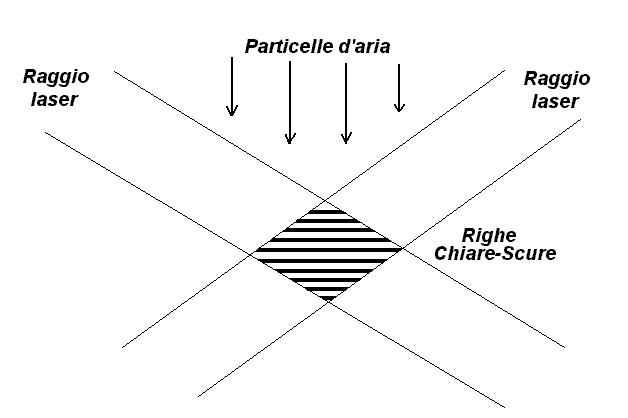 Particelle d'aria
Raggio
laser
Raggio
laser
Righe
Chiare-Scure